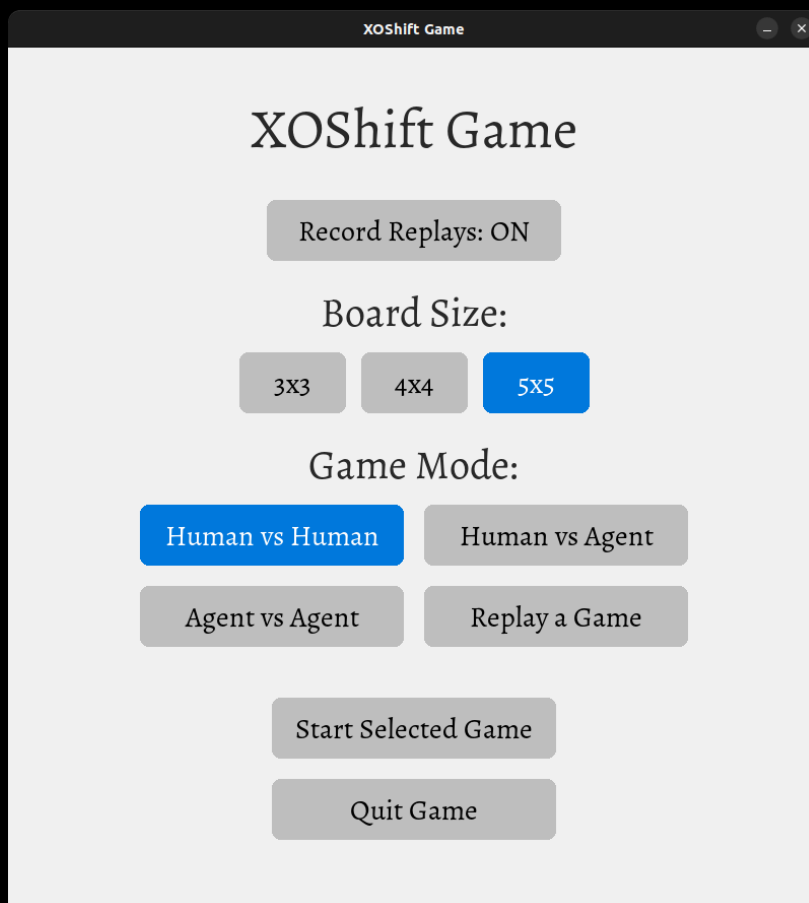 XOShift Game
XOShift Game
Record Replays: ON
Board Size:
3x3 4x4 5x5
Game Mode:
Human vs Human Human vs Agent
Agent vs Agent Replay a Game
Start Selected Game
Quit Game